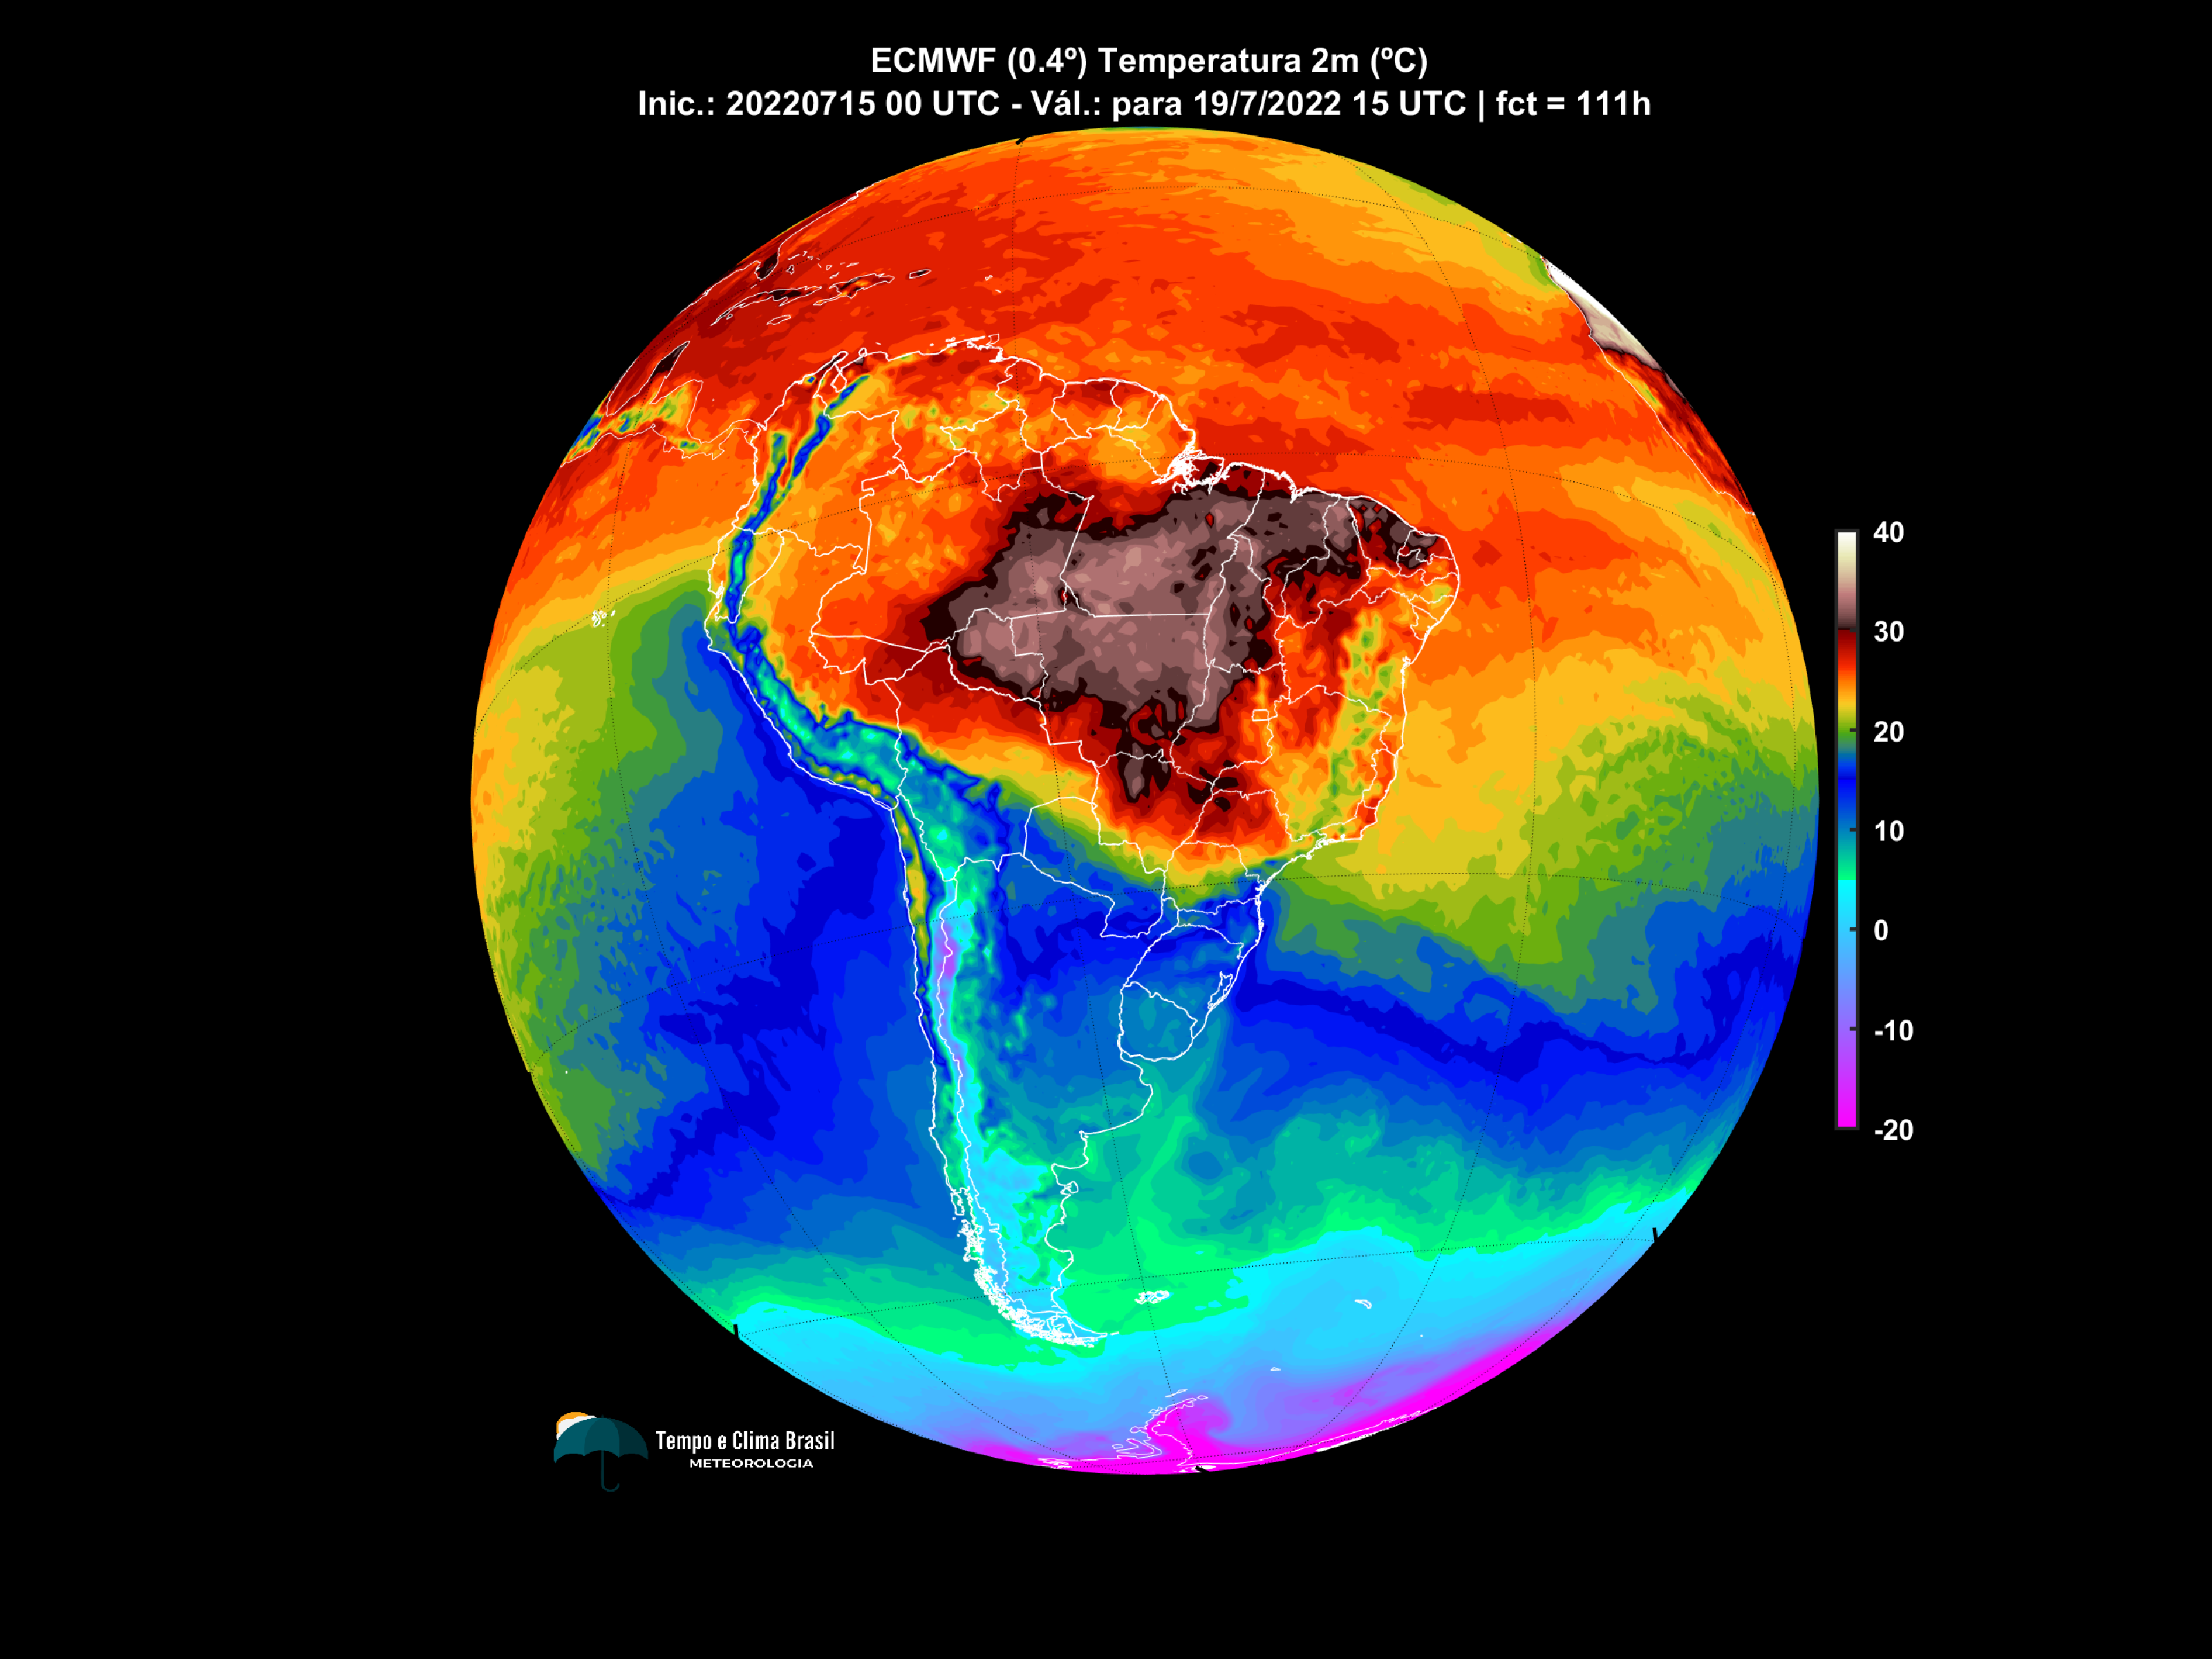 ECMWF (0.4º) Temperatura 2m (ºC)
Inic.: 20220715 00 UTC - Vál.: para 19/7/2022 15 UTC | fct = 111h
40
30
20
10
0
-10
-20
Tempo e Clima Brasil
METEOROLOGIA